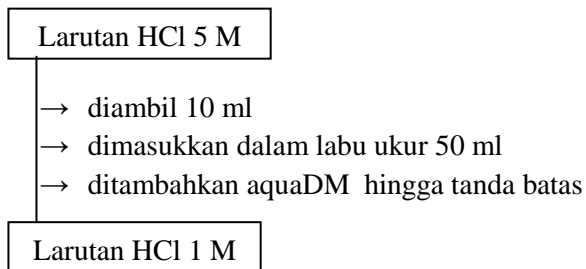 Larutan HCl 5 M
→ diambil 10 ml
→ dimasukkan dalam labu ukur 50 ml
→ ditambahkan aquaDM hingga tanda batas
Larutan HCl 1 M